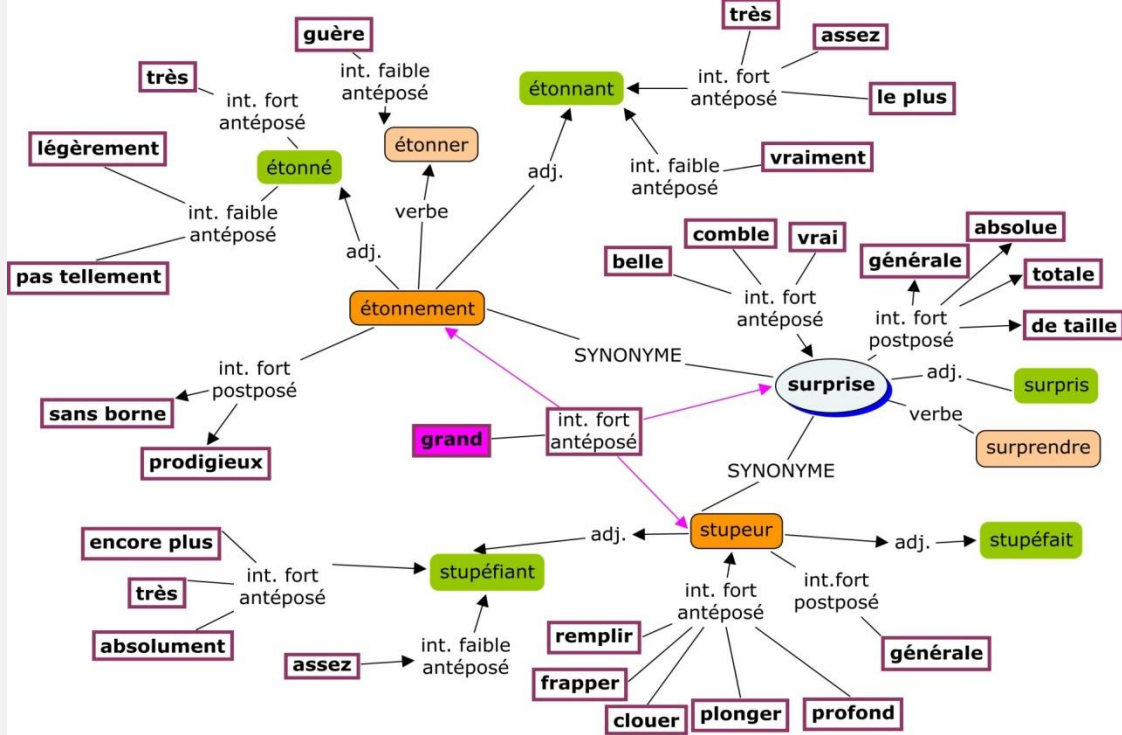 très
guère
assez
très
int. faible
antéposé
int. fort
antéposé
étonnant
int. fort
antéposé
le plus
légèrement
étonner
étonné
vraiment
int. faible
antéposé
adj.
int. faible
antéposé
verbe
absolue
comble
vrai
adj.
belle
générale
pas tellement
totale
int. fort
antéposé
étonnement
int. fort
postposé
de taille
SYNONYME
int. fort
postposé
surprise
adj.
surpris
sans borne
verbe
grand
int. fort
antéposé
surprendre
prodigieux
SYNONYME
encore plus
adj.
stupeur
adj.
stupéfait
stupéfiant
int. fort
antéposé
int.fort
postposé
très
int. fort
antéposé
absolument
remplir
int. faible
antéposé
générale
assez
frapper
clouer
plonger
profond